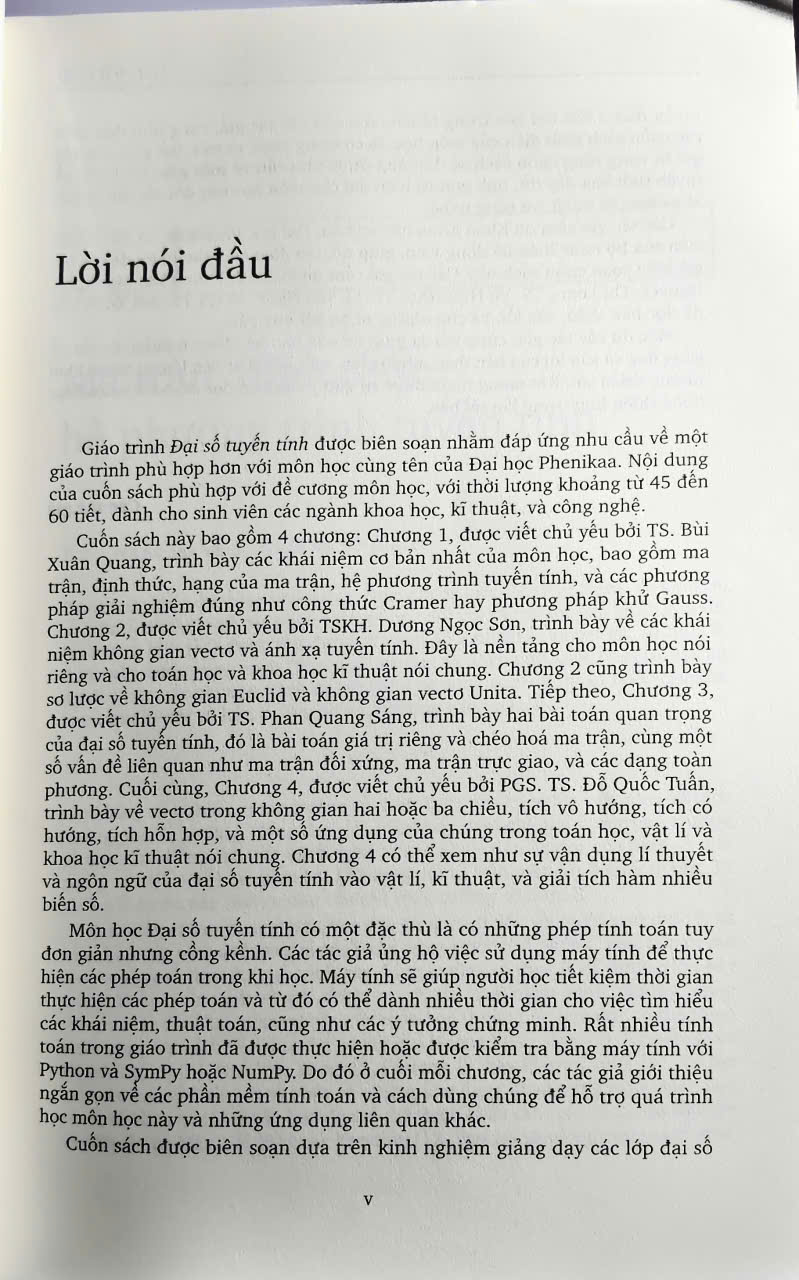 Lời nói đầu
Giáo trình Đại số tuyến tính được biên soạn nhằm đáp ứng nhu cầu về một
giáo trình phù hợp hơn với môn học cùng tên của Đại học Phenikaa. Nội dung
của cuốn sách phù hợp với đề cương môn học, với thời lượng khoảng từ 45 đến
60 tiết, dành cho sinh viên các ngành khoa học, kĩ thuật, và công nghệ.
Cuốn sách này bao gồm 4 chương: Chương 1, được viết chủ yếu bởi TS. Bùi
Xuân Quang, trình bày các khái niệm cơ bản nhất của môn học, bao gồm ma
trận, định thức, hạng của ma trận, hệ phương trình tuyến tính, và các phương
pháp giải nghiệm đúng như công thức Cramer hay phương pháp khử Gauss.
Chương 2, được viết chủ yếu bởi TSKH. Dương Ngọc Sơn, trình bày về các khái
niệm không gian vectơ và ánh xạ tuyến tính. Đây là nền tảng cho môn học nói
riêng và cho toán học và khoa học kĩ thuật nói chung. Chương 2 cũng trình bày
sơ lược về không gian Euclid và không gian vectơ Unita. Tiếp theo, Chương 3,
được viết chủ yếu bởi TS. Phan Quang Sáng, trình bày hai bài toán quan trọng
của đại số tuyến tính, đó là bài toán giá trị riêng và chéo hoá ma trận, cùng một
số vấn đề liên quan như ma trận đối xứng, ma trận trực giao, và các dạng toàn
phương. Cuối cùng, Chương 4, được viết chủ yếu bởi PGS. TS. Đỗ Quốc Tuấn,
trình bày về vectơ trong không gian hai hoặc ba chiều, tích vô hướng, tích có
hướng, tích hỗn hợp, và một số ứng dụng của chúng trong toán học, vật lí và
khoa học kĩ thuật nói chung. Chương 4 có thể xem như sự vận dụng lí thuyết
và ngôn ngữ của đại số tuyến tính vào vật lí, kĩ thuật, và giải tích hàm nhiều
biến số.
Môn học Đại số tuyến tính có một đặc thù là có những phép tính toán tuy
đơn giản nhưng cồng kềnh. Các tác giả ủng hộ việc sử dụng máy tính để thực
hiện các phép toán trong khi học. Máy tính sẽ giúp người học tiết kiệm thời gian
thực hiện các phép toán và từ đó có thể dành nhiều thời gian cho việc tìm hiểu
các khái niệm, thuật toán, cũng như các ý tưởng chứng minh. Rất nhiều tính
toán trong giáo trình đã được thực hiện hoặc được kiểm tra bằng máy tính với
Python và SymPy hoặc NumPy. Do đó ở cuối mỗi chương, các tác giả giới thiệu
ngắn gọn về các phần mềm tính toán và cách dùng chúng để hỗ trợ quá trình
học môn học này và những ứng dụng liên quan khác.
Cuốn sách được biên soạn dựa trên kinh nghiệm giảng dạy các lớp đại số
v